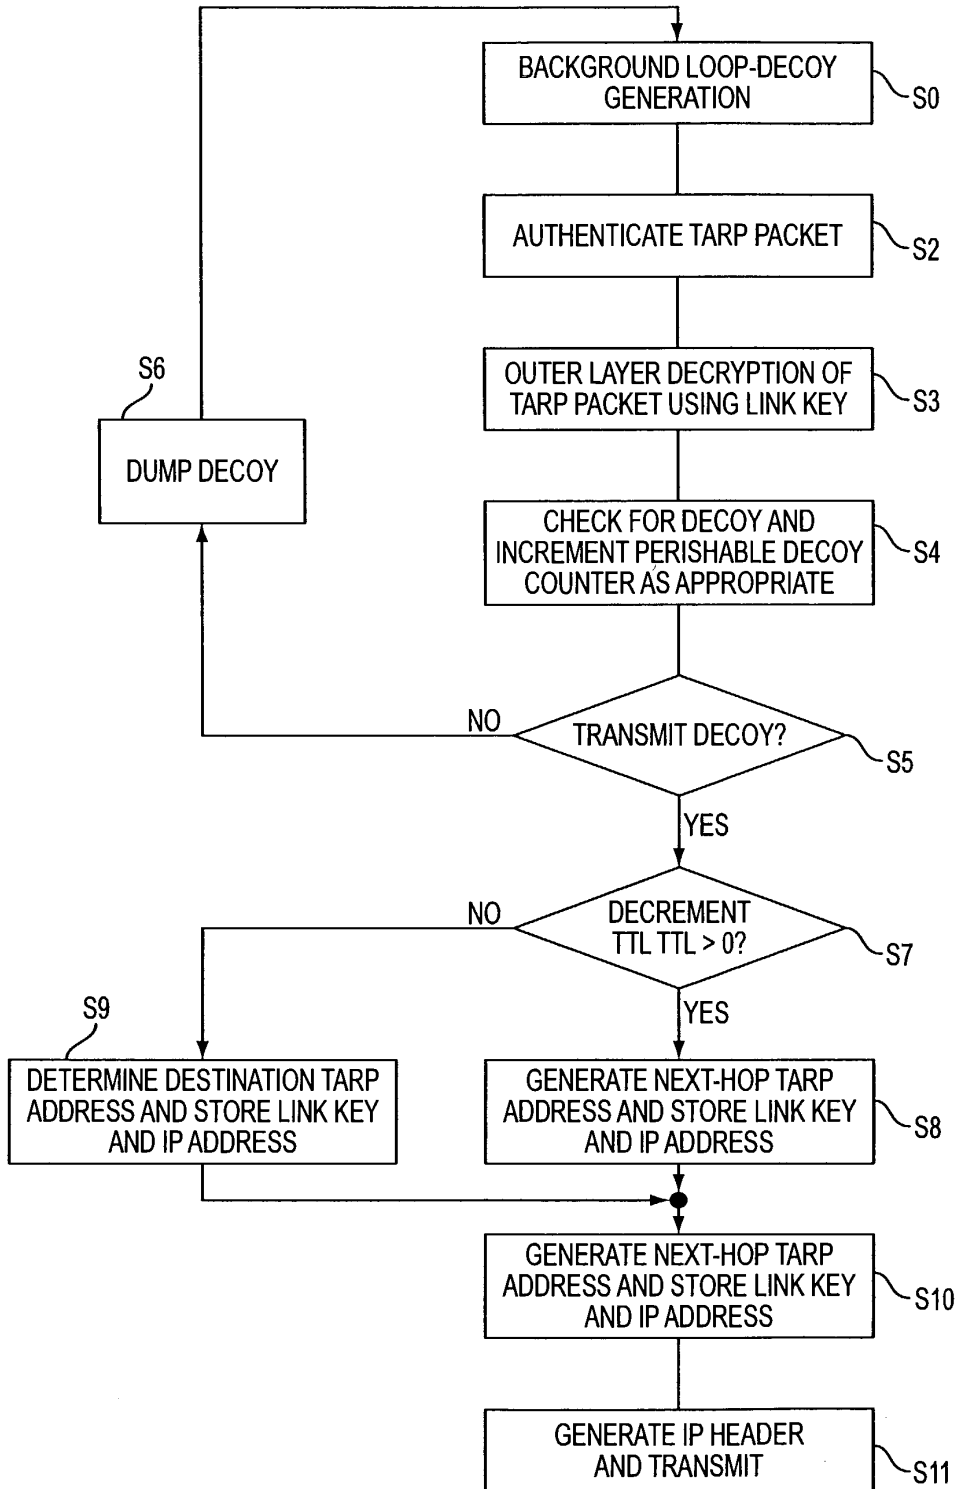 BACKGROUND LOOP-DECOY
GENERATION
S0
AUTHENTICATE TARP PACKET
S2
OUTER LAYER DECRYPTION OF
TARP PACKET USING LINK KEY
S3
S6
DUMP DECOY
CHECK FOR DECOY AND
INCREMENT PERISHABLE DECOY
COUNTER AS APPROPRIATE
S4
NO
TRANSMIT DECOY?
S5
YES
NO
DECREMENT
TTL TTL > 0?
S7
YES
S9
DETERMINE DESTINATION TARP
ADDRESS AND STORE LINK KEY
AND IP ADDRESS
GENERATE NEXT-HOP TARP
ADDRESS AND STORE LINK KEY
AND IP ADDRESS
S8
GENERATE NEXT-HOP TARP
ADDRESS AND STORE LINK KEY
AND IP ADDRESS
S10
GENERATE IP HEADER
AND TRANSMIT
S11